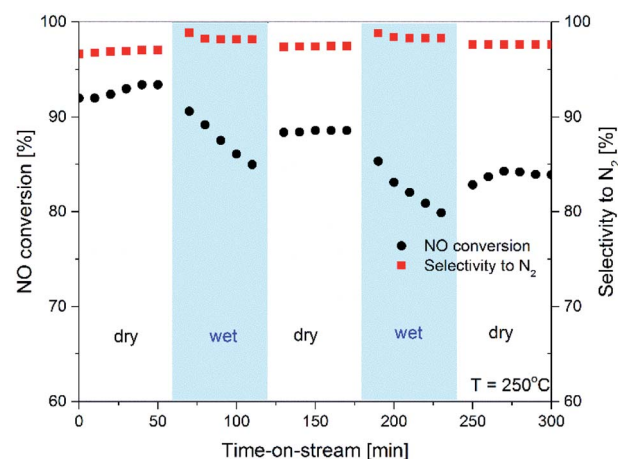 100 100
90 90
80 80
70 70
60 60
NO conversion [%]
Selectivity to N₂ [%]
NO conversion
Selectivity to N₂
dry wet dry wet dry
T = 250°C
0 50 100 150 200 250 300
Time-on-stream [min]